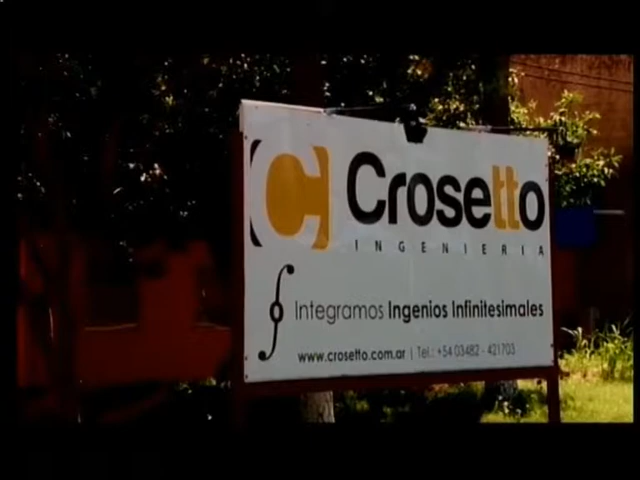 Crosetto
INGENIERIA
Integramos Ingenios Infinitesimales
www.crosetto.com.ar | Tel.: +54 03482 - 421703